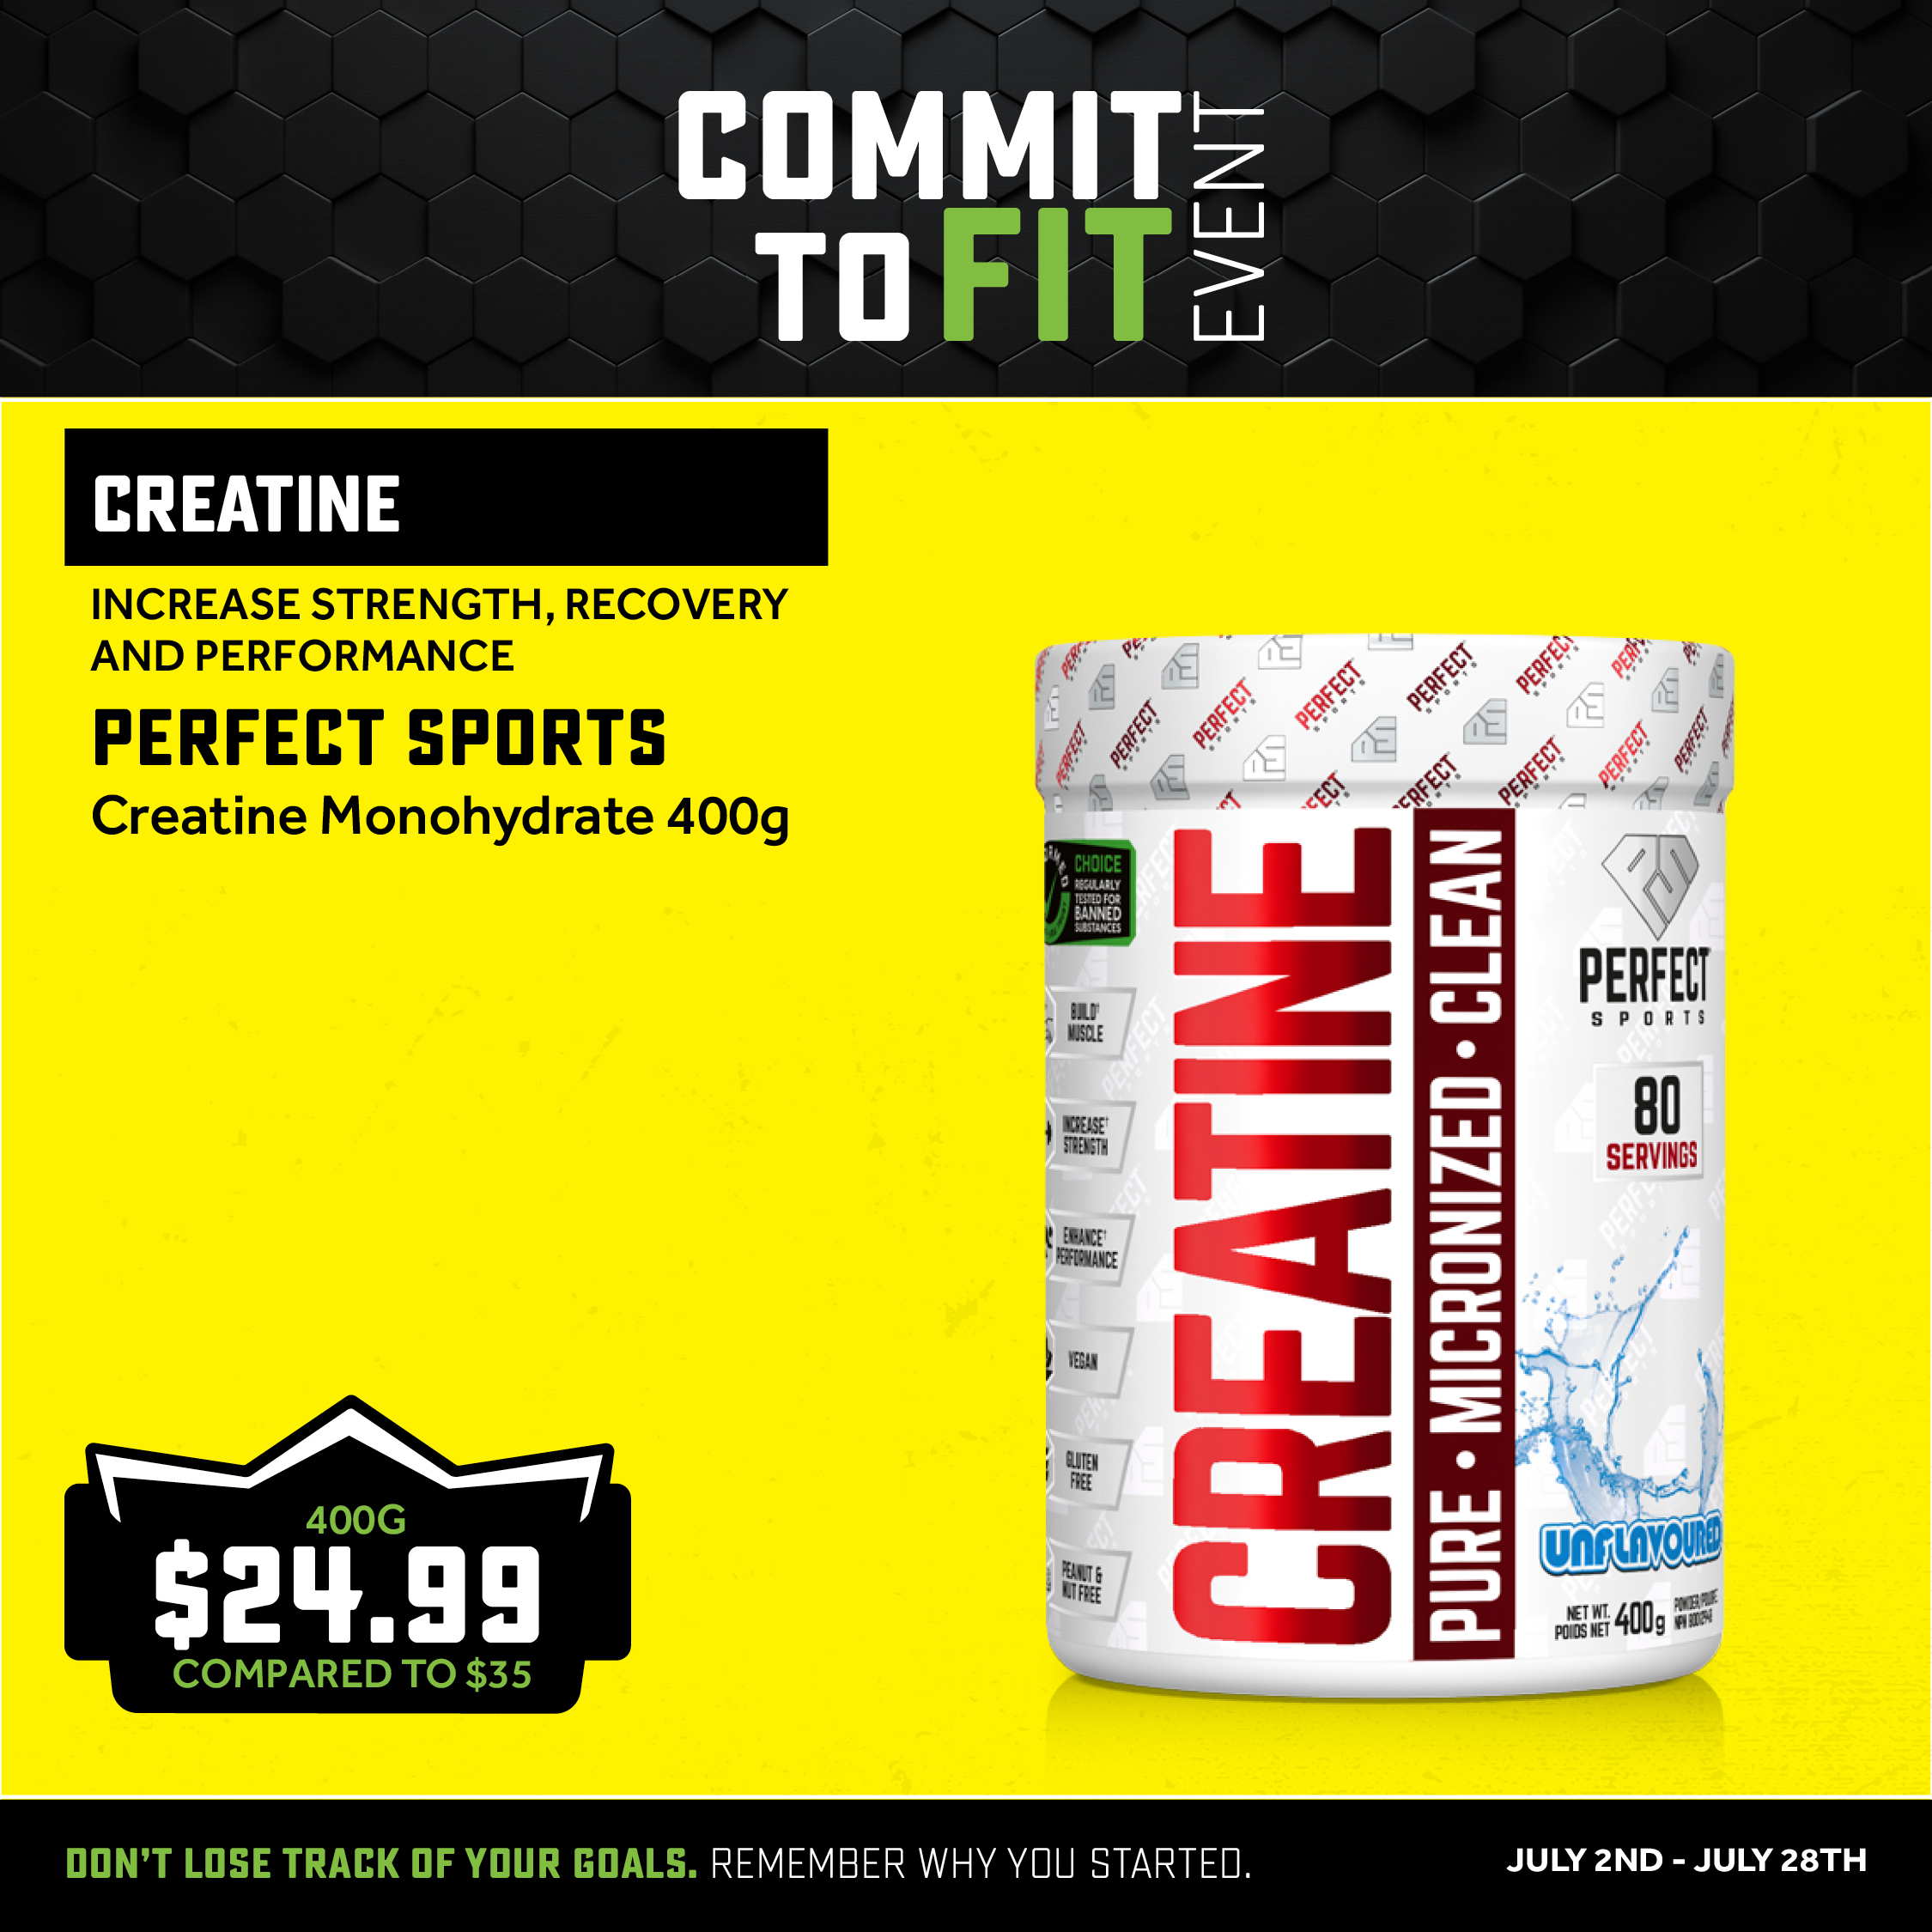 COMMIT
TO FIT
EVENT
CREATINE
INCREASE STRENGTH, RECOVERY
AND PERFORMANCE
PERFECT SPORTS
Creatine Monohydrate 400g
400G
$24.99
COMPARED TO $35
CHOICE
REGULARLY
TESTED FOR
BANNED
SUBSTANCES
BUILD†
MUSCLE
INCREASE†
STRENGTH
ENHANCE†
PERFORMANCE
VEGAN
GLUTEN
FREE
PEANUT &
NUT FREE
CREATINE
PURE • MICRONIZED • CLEAN
PERFECT
SPORTS
80
SERVINGS
UNFLAVOURED
NET WT.
POIDS NET
400g
POWDER/POUDRE
DON'T LOSE TRACK OF YOUR GOALS. REMEMBER WHY YOU STARTED.
JULY 2ND - JULY 28TH